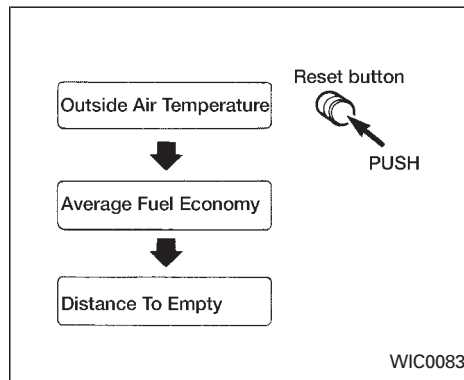 Reset button
Outside Air Temperature
PUSH
Average Fuel Economy
Distance To Empty
WIC0083